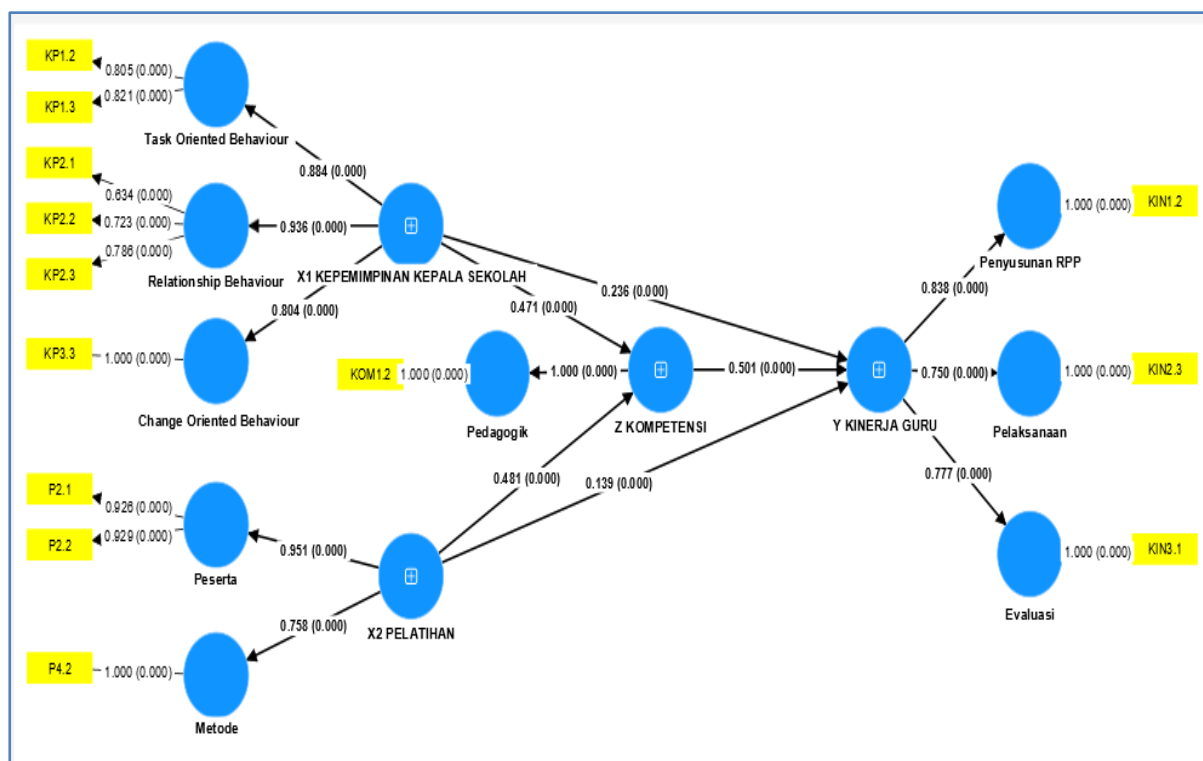 KP1.2
0.805 (0.000)
KP1.3
0.821 (0.000)
Task Oriented Behaviour
0.884 (0.000)
KP2.1
0.634 (0.000)
KP2.2
0.723 (0.000)
KP2.3
0.786 (0.000)
Relationship Behaviour
0.936 (0.000)
X1 KEPEMIMPINAN KEPALA SEKOLAH
0.804 (0.000)
KP3.3
1.000 (0.000)
Change Oriented Behaviour
0.471 (0.000)
0.236 (0.000)
KOM1.2
1.000 (0.000)
Pedagogik
1.000 (0.000)
Z KOMPETENSI
0.501 (0.000)
Y KINERJA GURU
0.838 (0.000)
Penyusunan RPP
1.000 (0.000)
KIN1.2
0.750 (0.000)
Pelaksanaan
1.000 (0.000)
KIN2.3
0.777 (0.000)
Evaluasi
1.000 (0.000)
KIN3.1
0.481 (0.000)
0.139 (0.000)
P2.1
0.926 (0.000)
P2.2
0.929 (0.000)
Peserta
0.951 (0.000)
X2 PELATIHAN
0.758 (0.000)
P4.2
1.000 (0.000)
Metode